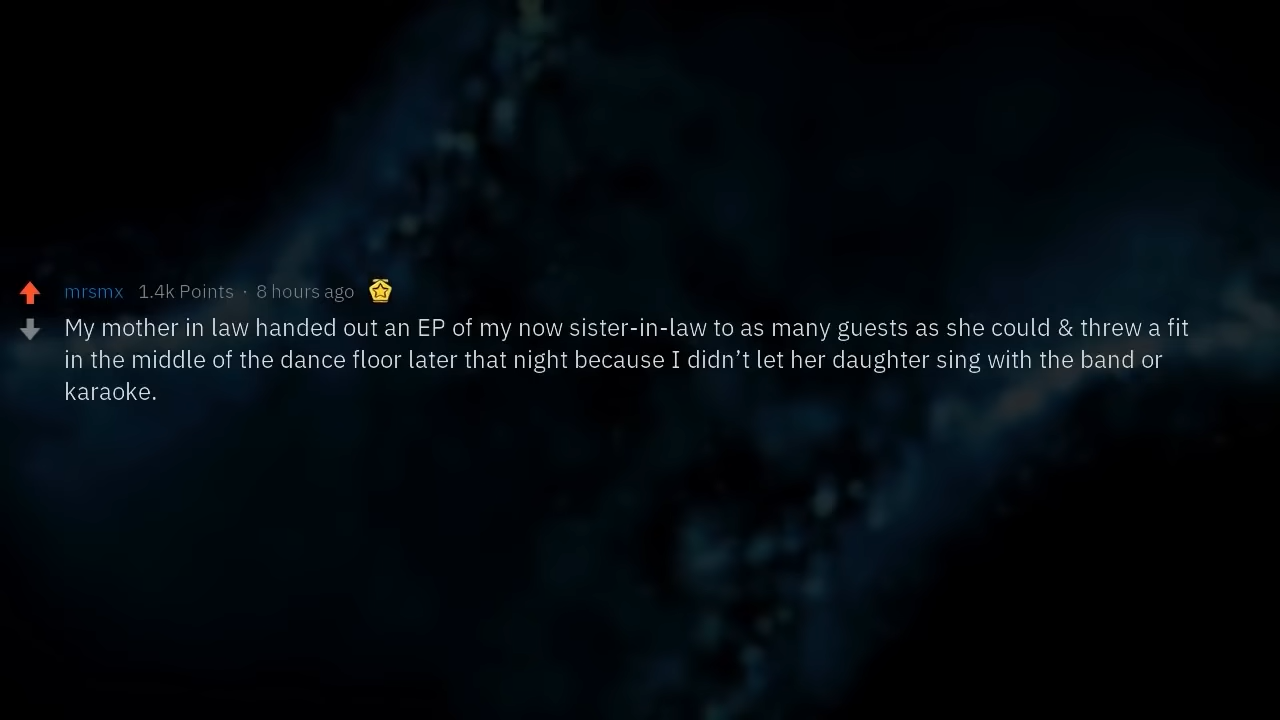 mrsmx 1.4k Points · 8 hours ago
My mother in law handed out an EP of my now sister-in-law to as many guests as she could & threw a fit
in the middle of the dance floor later that night because I didn’t let her daughter sing with the band or
karaoke.